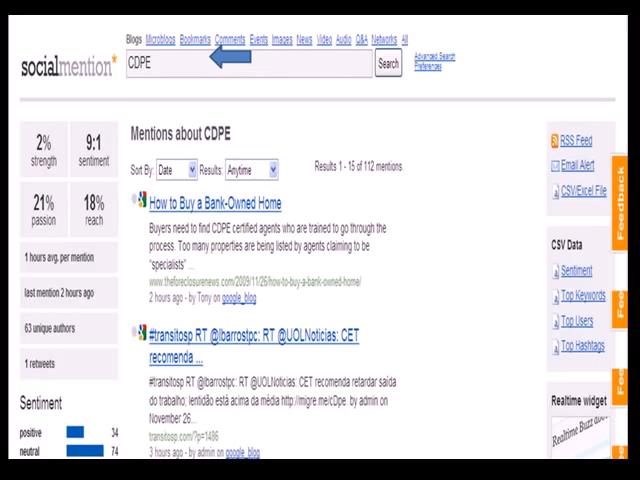 Blogs Microblogs Bookmarks Comments Events Images News Video Audio Q&A Networks All
socialmention*
CDPE
Search
Advanced Search
Preferences
2%
strength
9:1
sentiment
21%
passion
18%
reach
1 hours avg. per mention
last mention 2 hours ago
63 unique authors
1 retweets
Sentiment
positive 34
neutral 74
Mentions about CDPE
Sort By: Date Results: Anytime Results 1 - 15 of 112 mentions.
How to Buy a Bank-Owned Home
Buyers need to find CDPE certified agents who are trained to go through the
process. Too many properties are being listed by agents claiming to be
"specialists" ...
www.theforeclosurenews.com/2009/11/26/how-to-buy-a-bank-owned-home/
2 hours ago - by Tony on google_blog
#transitosp RT @lbarrostpc: RT @UOLNoticias: CET
recomenda ...
#transitosp RT @lbarrostpc: RT @UOLNoticias: CET recomenda retardar saída
do trabalho; lentidão está acima da média http://migre.me/cDpe by admin on
November 26...
transitosp.com/?p=1486
3 hours ago - by admin on google_blog
RSS Feed
Email Alert
CSV/Excel File
CSV Data
Sentiment
Top Keywords
Top Users
Top Hashtags
Realtime widget
Realtime Buzz abou
Feedback
Fee
Fee
Fee